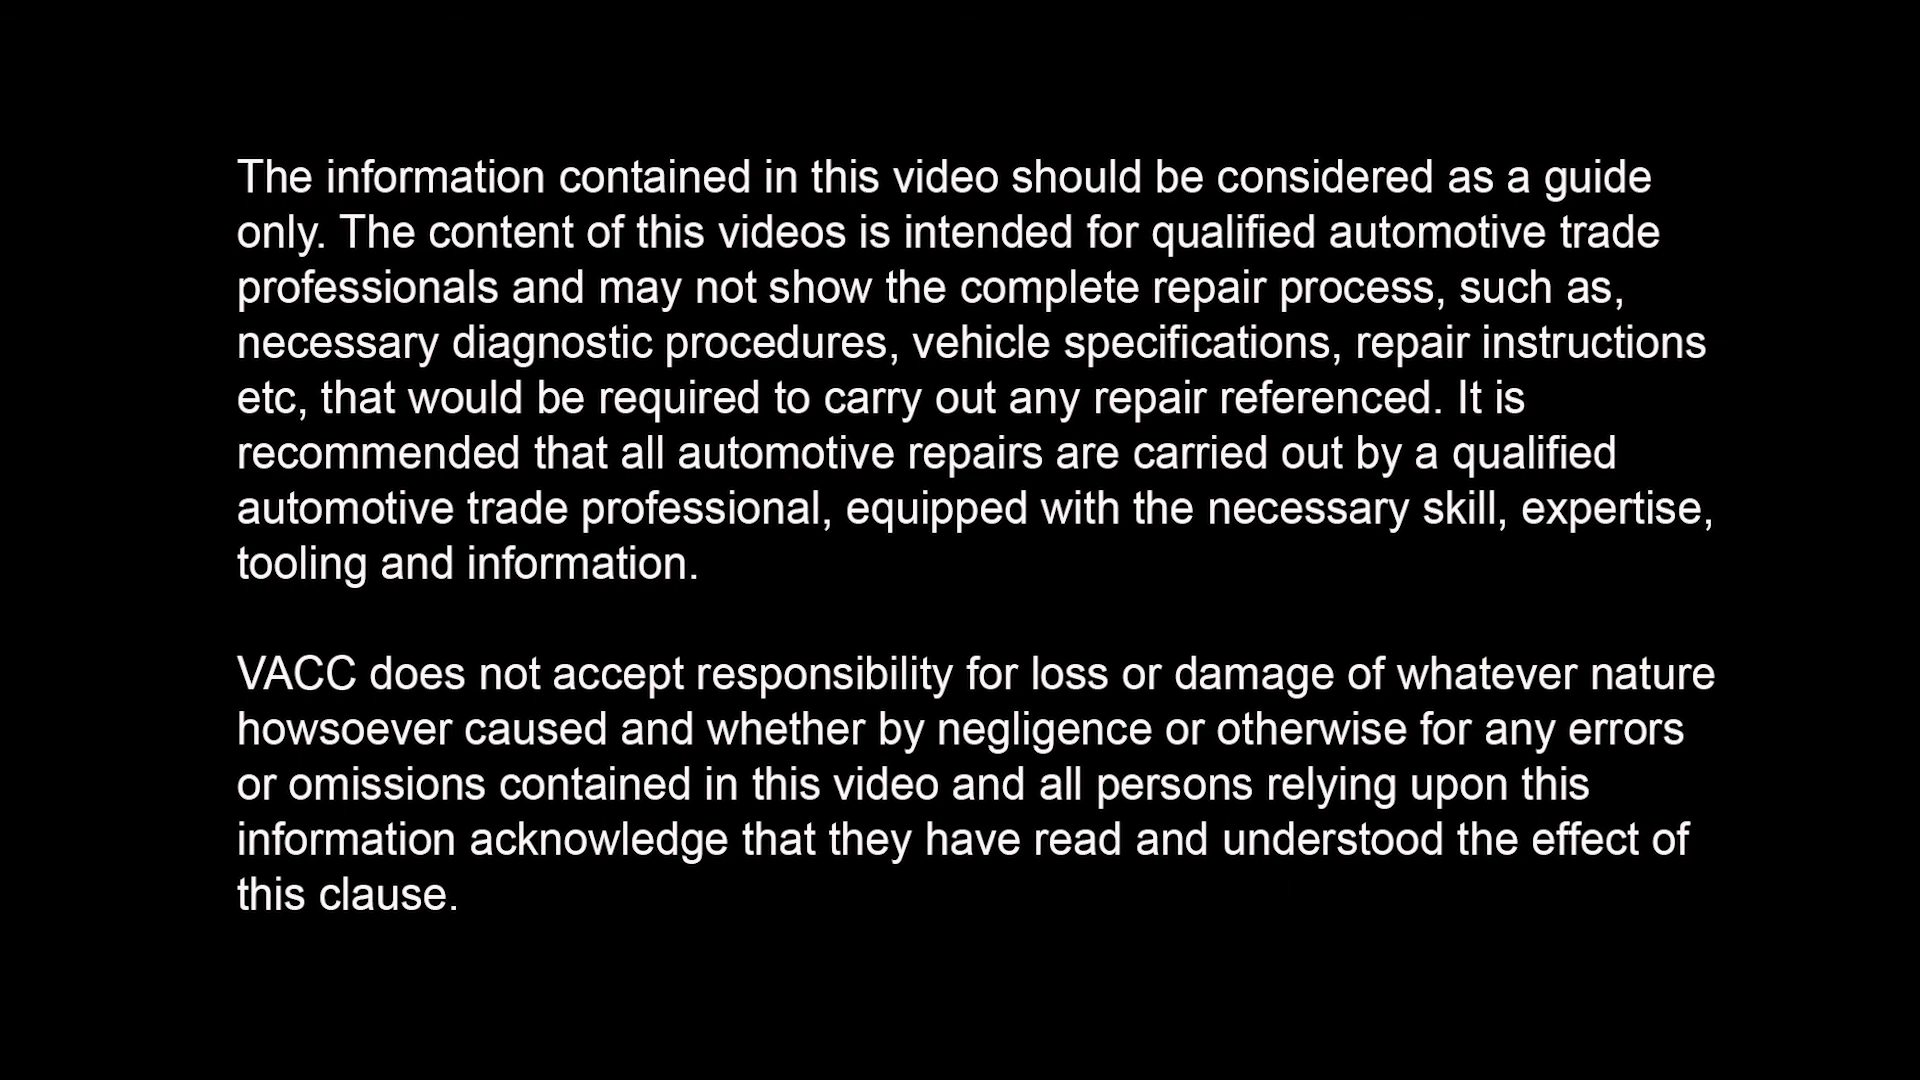 The information contained in this video should be considered as a guide
only. The content of this videos is intended for qualified automotive trade
professionals and may not show the complete repair process, such as,
necessary diagnostic procedures, vehicle specifications, repair instructions
etc, that would be required to carry out any repair referenced. It is
recommended that all automotive repairs are carried out by a qualified
automotive trade professional, equipped with the necessary skill, expertise,
tooling and information.
VACC does not accept responsibility for loss or damage of whatever nature
howsoever caused and whether by negligence or otherwise for any errors
or omissions contained in this video and all persons relying upon this
information acknowledge that they have read and understood the effect of
this clause.